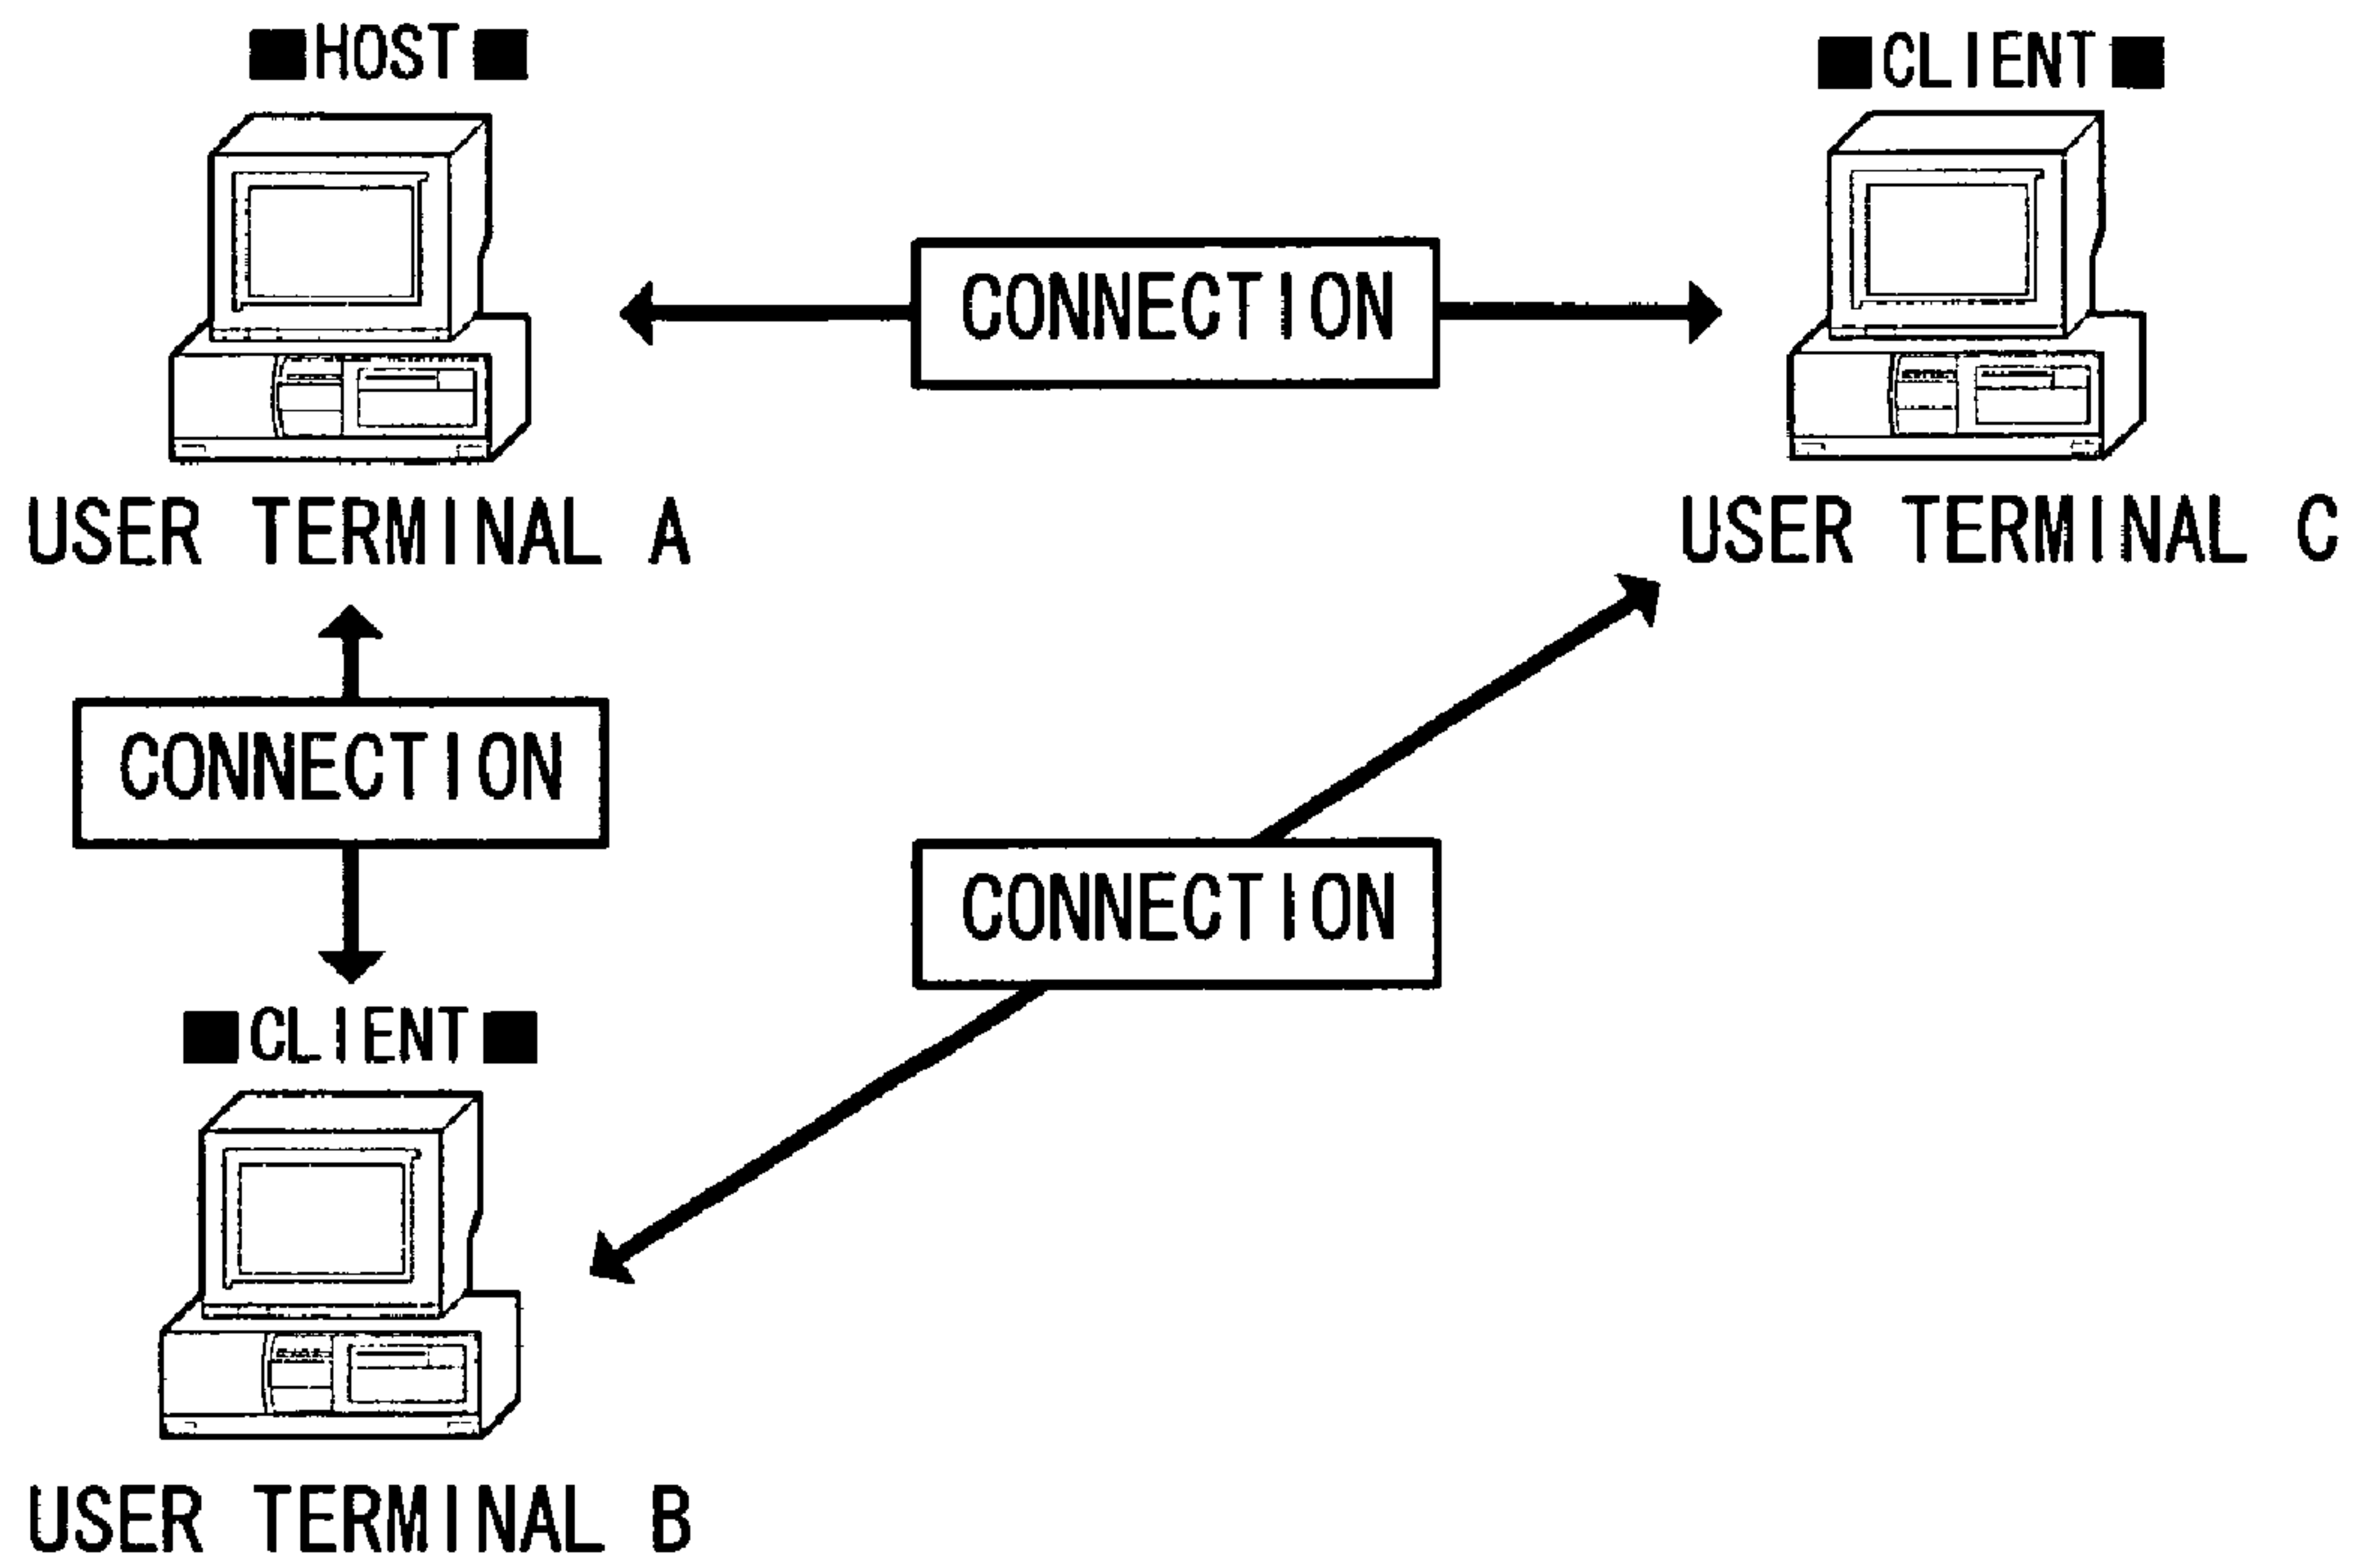 ■HOST■
■CLIENT■
CONNECTION
USER TERMINAL A
USER TERMINAL C
CONNECTION
CONNECTION
■CLIENT■
USER TERMINAL B